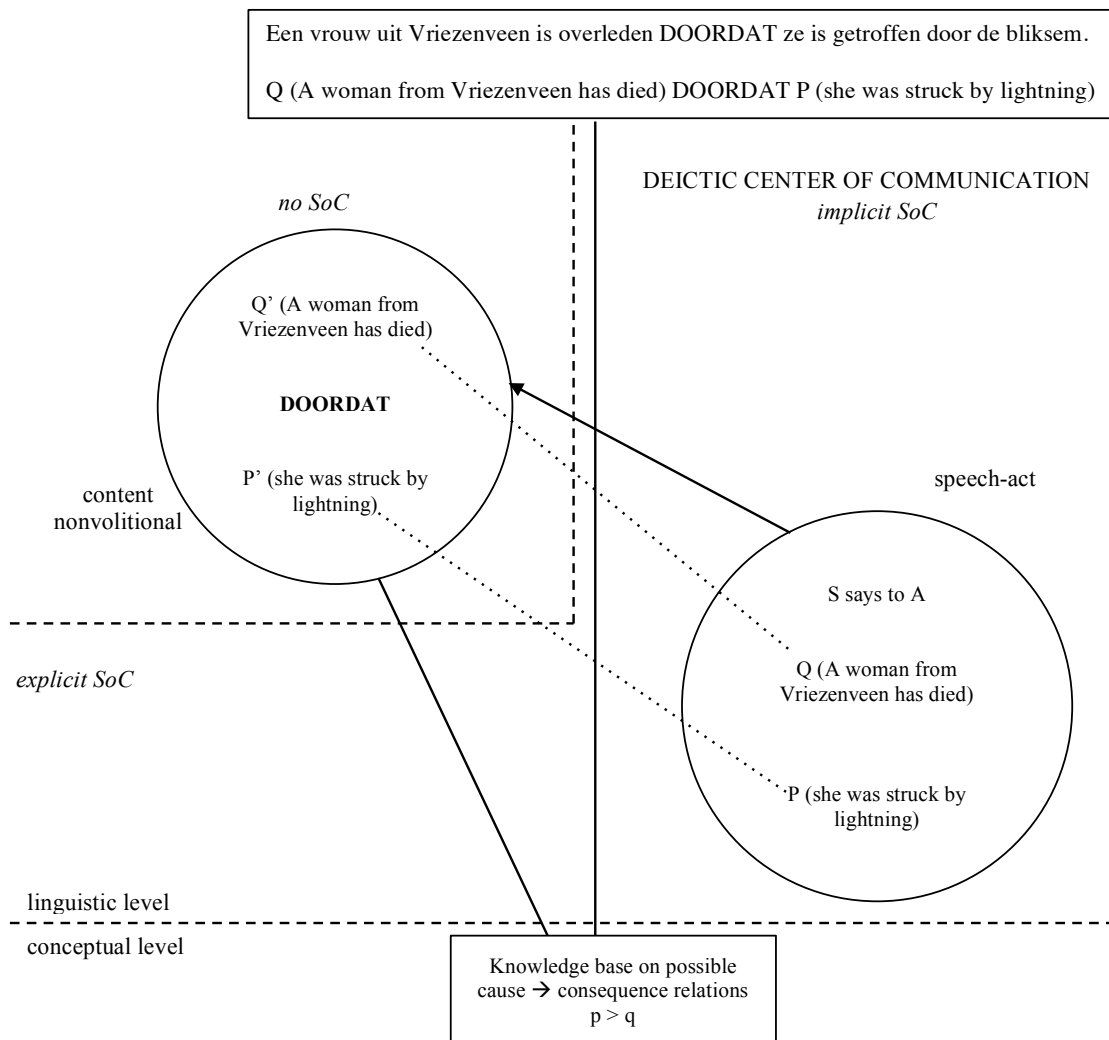 Een vrouw uit Vriezenveen is overleden DOORDAT ze is getroffen door de bliksem.
Q (A woman from Vriezenveen has died) DOORDAT P (she was struck by lightning)
DEICTIC CENTER OF COMMUNICATION
implicit SoC
no SoC
Q’ (A woman from
Vriezenveen has died)
DOORDAT
P’ (she was struck by
lightning)
content
nonvolitional
speech-act
S says to A
Q (A woman from
Vriezenveen has died)
P (she was struck by
lightning)
explicit SoC
linguistic level
conceptual level
Knowledge base on possible
cause → consequence relations
p > q